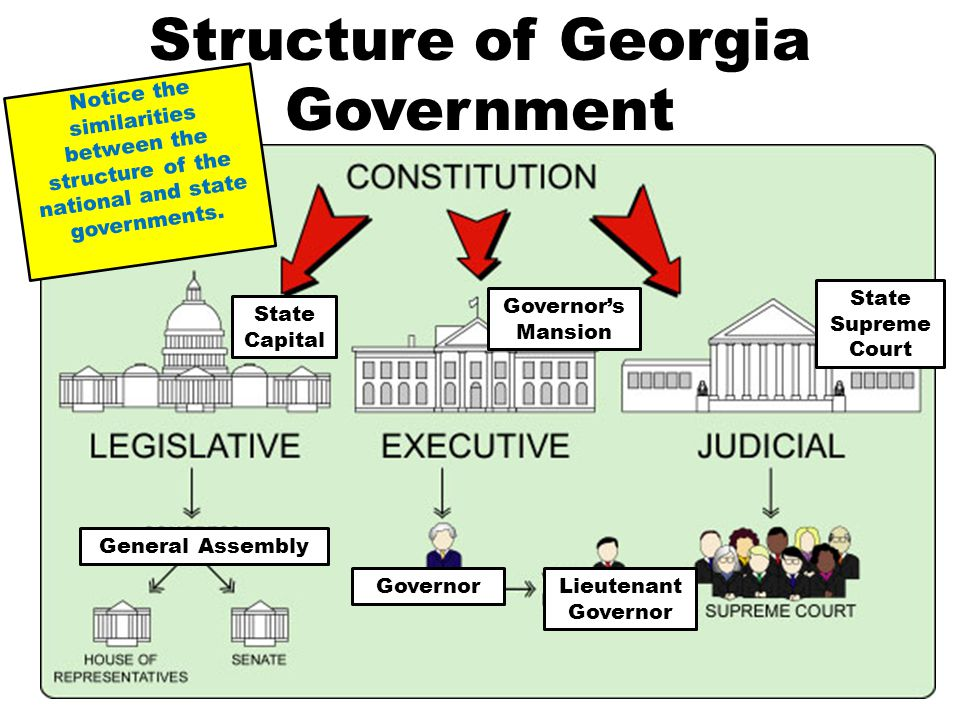 Structure of Georgia
Government
Notice the
similarities
between the
structure of the
national and state
governments.
CONSTITUTION
State
Capital
Governor’s
Mansion
State
Supreme
Court
LEGISLATIVE
EXECUTIVE
JUDICIAL
General Assembly
Governor
Lieutenant
Governor
SUPREME COURT
HOUSE OF
REPRESENTATIVES
SENATE